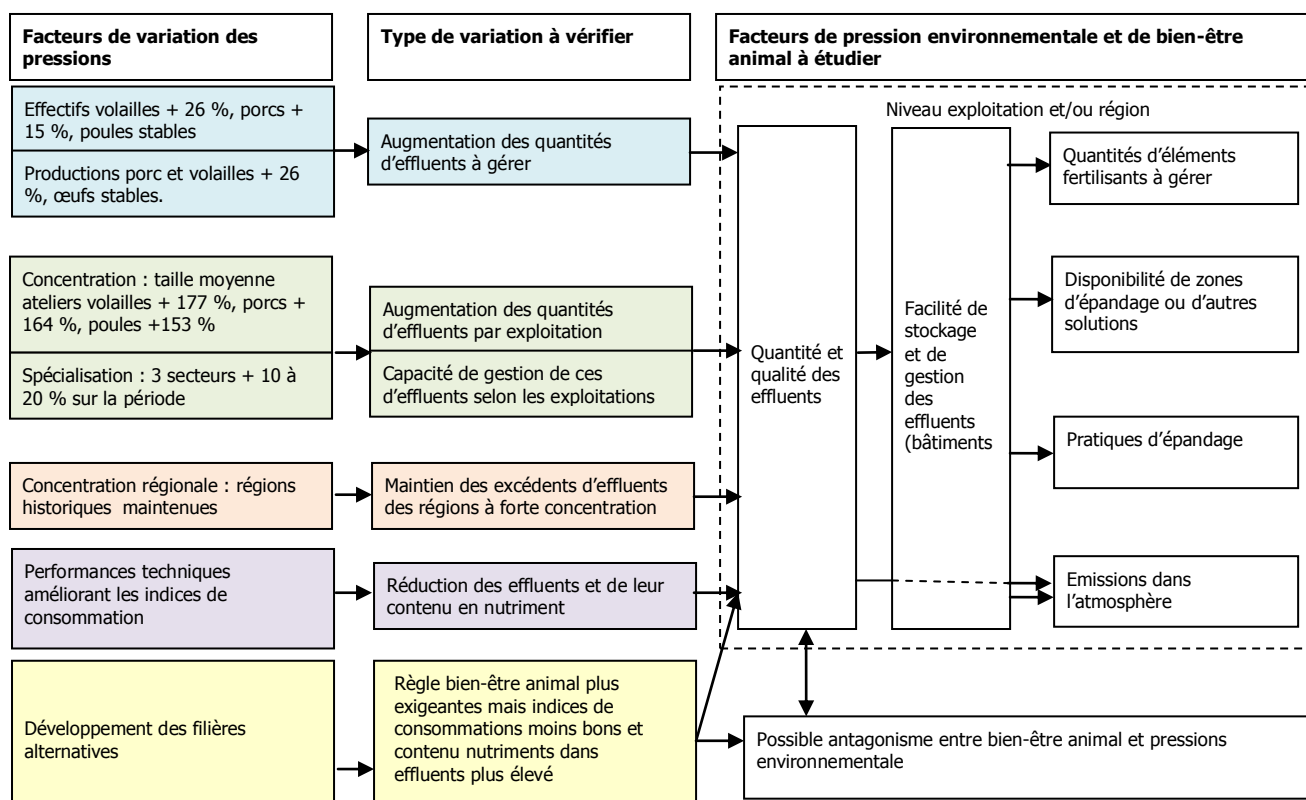 Facteurs de variation des
pressions
Type de variation à vérifier
Facteurs de pression environnementale et de bien-être
animal à étudier
Effectifs volailles + 26 %, porcs +
15 %, poules stables
Productions porc et volailles + 26
%, œufs stables.
Augmentation des quantités
d'effluents à gérer
Niveau exploitation et/ou région
Quantités d'éléments
fertilisants à gérer
Concentration : taille moyenne
ateliers volailles + 177 %, porcs +
164 %, poules +153 %
Spécialisation : 3 secteurs + 10 à
20 % sur la période
Augmentation des quantités
d'effluents par exploitation
Capacité de gestion de ces
d'effluents selon les exploitations
Quantité et
qualité des
effluents
Facilité de
stockage
et de
gestion
des
effluents
(bâtiments
Disponibilité de zones
d'épandage ou d'autres
solutions
Pratiques d'épandage
Concentration régionale : régions
historiques  maintenues
Maintien des excédents d'effluents
des régions à forte concentration
Performances techniques
améliorant les indices de
consommation
Réduction des effluents et de leur
contenu en nutriment
Emissions dans
l'atmosphère
Développement des filières
alternatives
Règle bien-être animal plus
exigeantes mais indices de
consommations moins bons et
contenu nutriments dans
effluents plus élevé
Possible antagonisme entre bien-être animal et pressions
environnementale